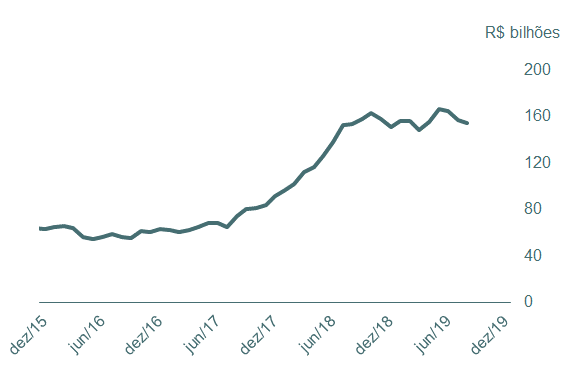 R$ bilhões
200
160
120
80
40
0
dez/15
jun/16
dez/16
jun/17
dez/17
jun/18
dez/18
jun/19
dez/19